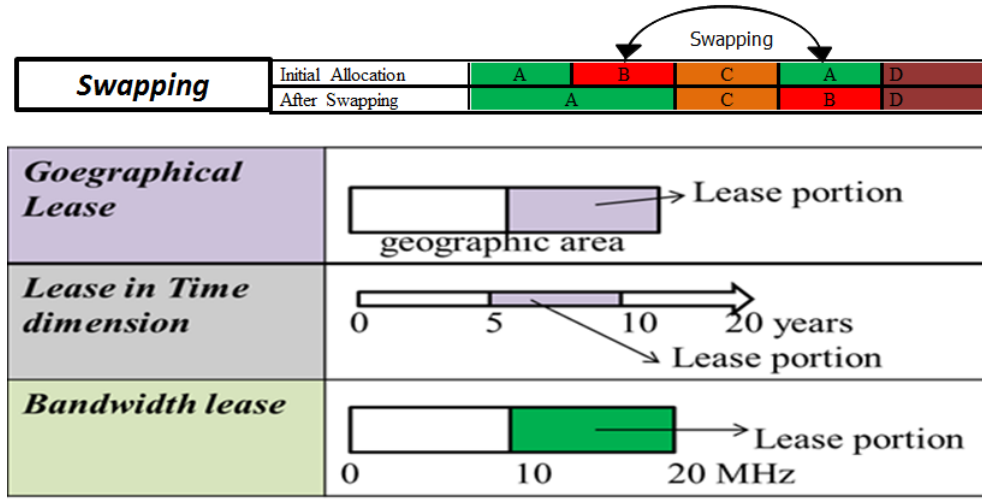 Swapping
Swapping
Initial Allocation A B C A D
After Swapping A C B D
Goegraphical
Lease
Lease portion
geographic area
Lease in Time
dimension
0 5 10 20 years
Lease portion
Bandwidth lease
Lease portion
0 10 20 MHz